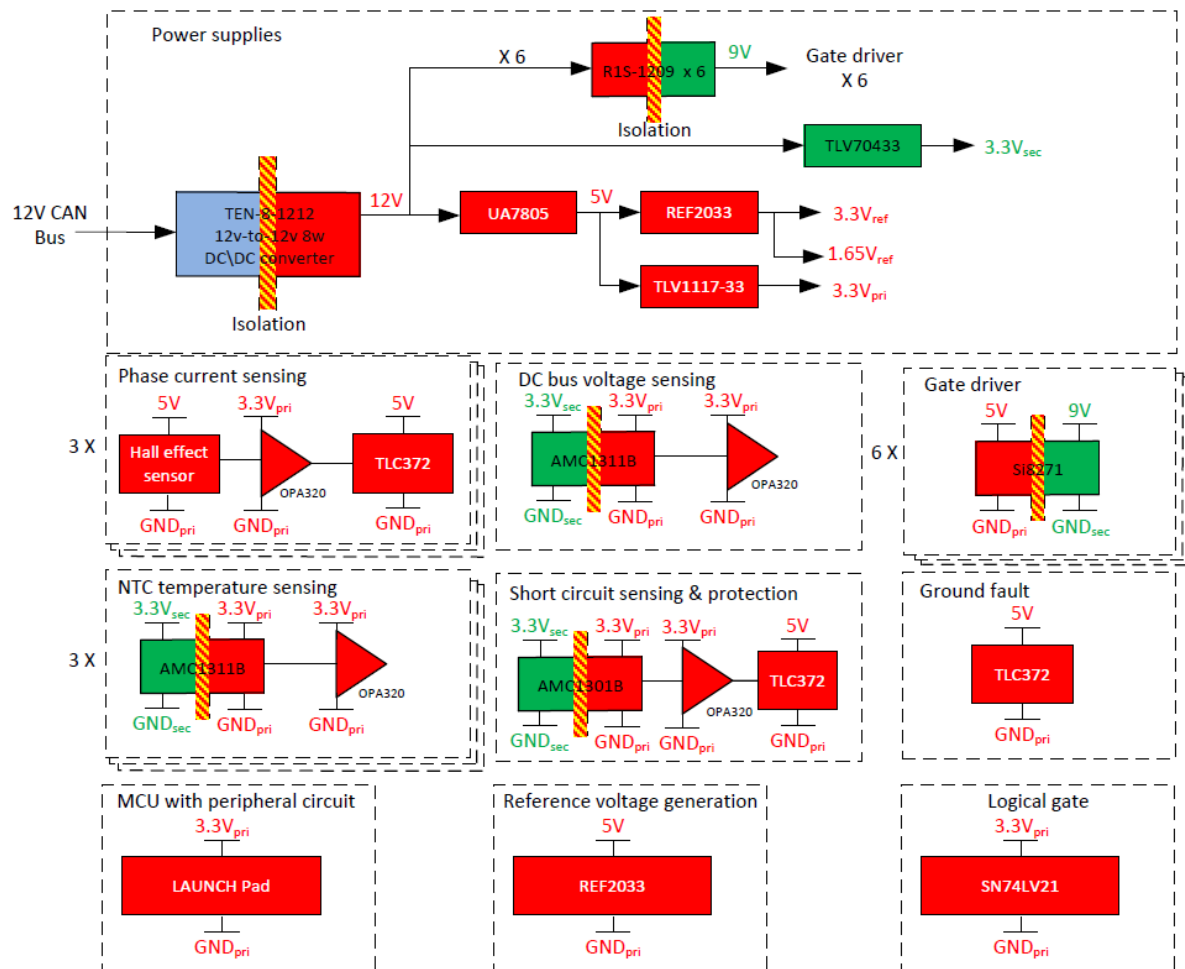 Power supplies
X 6
R1S-1209 x 6
9V
Gate driver
X 6
Isolation
TLV70433
3.3Vsec
12V CAN
Bus
TEN-8-1212
12v-to-12v 8w
DC\DC converter
12V
UA7805
5V
REF2033
3.3Vref
1.65Vref
TLV1117-33
3.3Vpri
Isolation
Phase current sensing
3 X
5V
3.3Vpri
5V
Hall effect
sensor
OPA320
TLC372
GNDpri
GNDpri
GNDpri
DC bus voltage sensing
3.3Vsec
3.3Vpri
3.3Vpri
AMC1311B
OPA320
GNDsec
GNDpri
GNDpri
6 X
Gate driver
5V
9V
Si8271
GNDpri
GNDsec
NTC temperature sensing
3 X
3.3Vsec
3.3Vpri
3.3Vpri
AMC1311B
OPA320
GNDsec
GNDpri
GNDpri
Short circuit sensing & protection
3.3Vsec
3.3Vpri
3.3Vpri
5V
AMC1301B
OPA320
TLC372
GNDsec
GNDpri
GNDpri
GNDpri
Ground fault
5V
TLC372
GNDpri
MCU with peripheral circuit
3.3Vpri
LAUNCH Pad
GNDpri
Reference voltage generation
5V
REF2033
GNDpri
Logical gate
3.3Vpri
SN74LV21
GNDpri